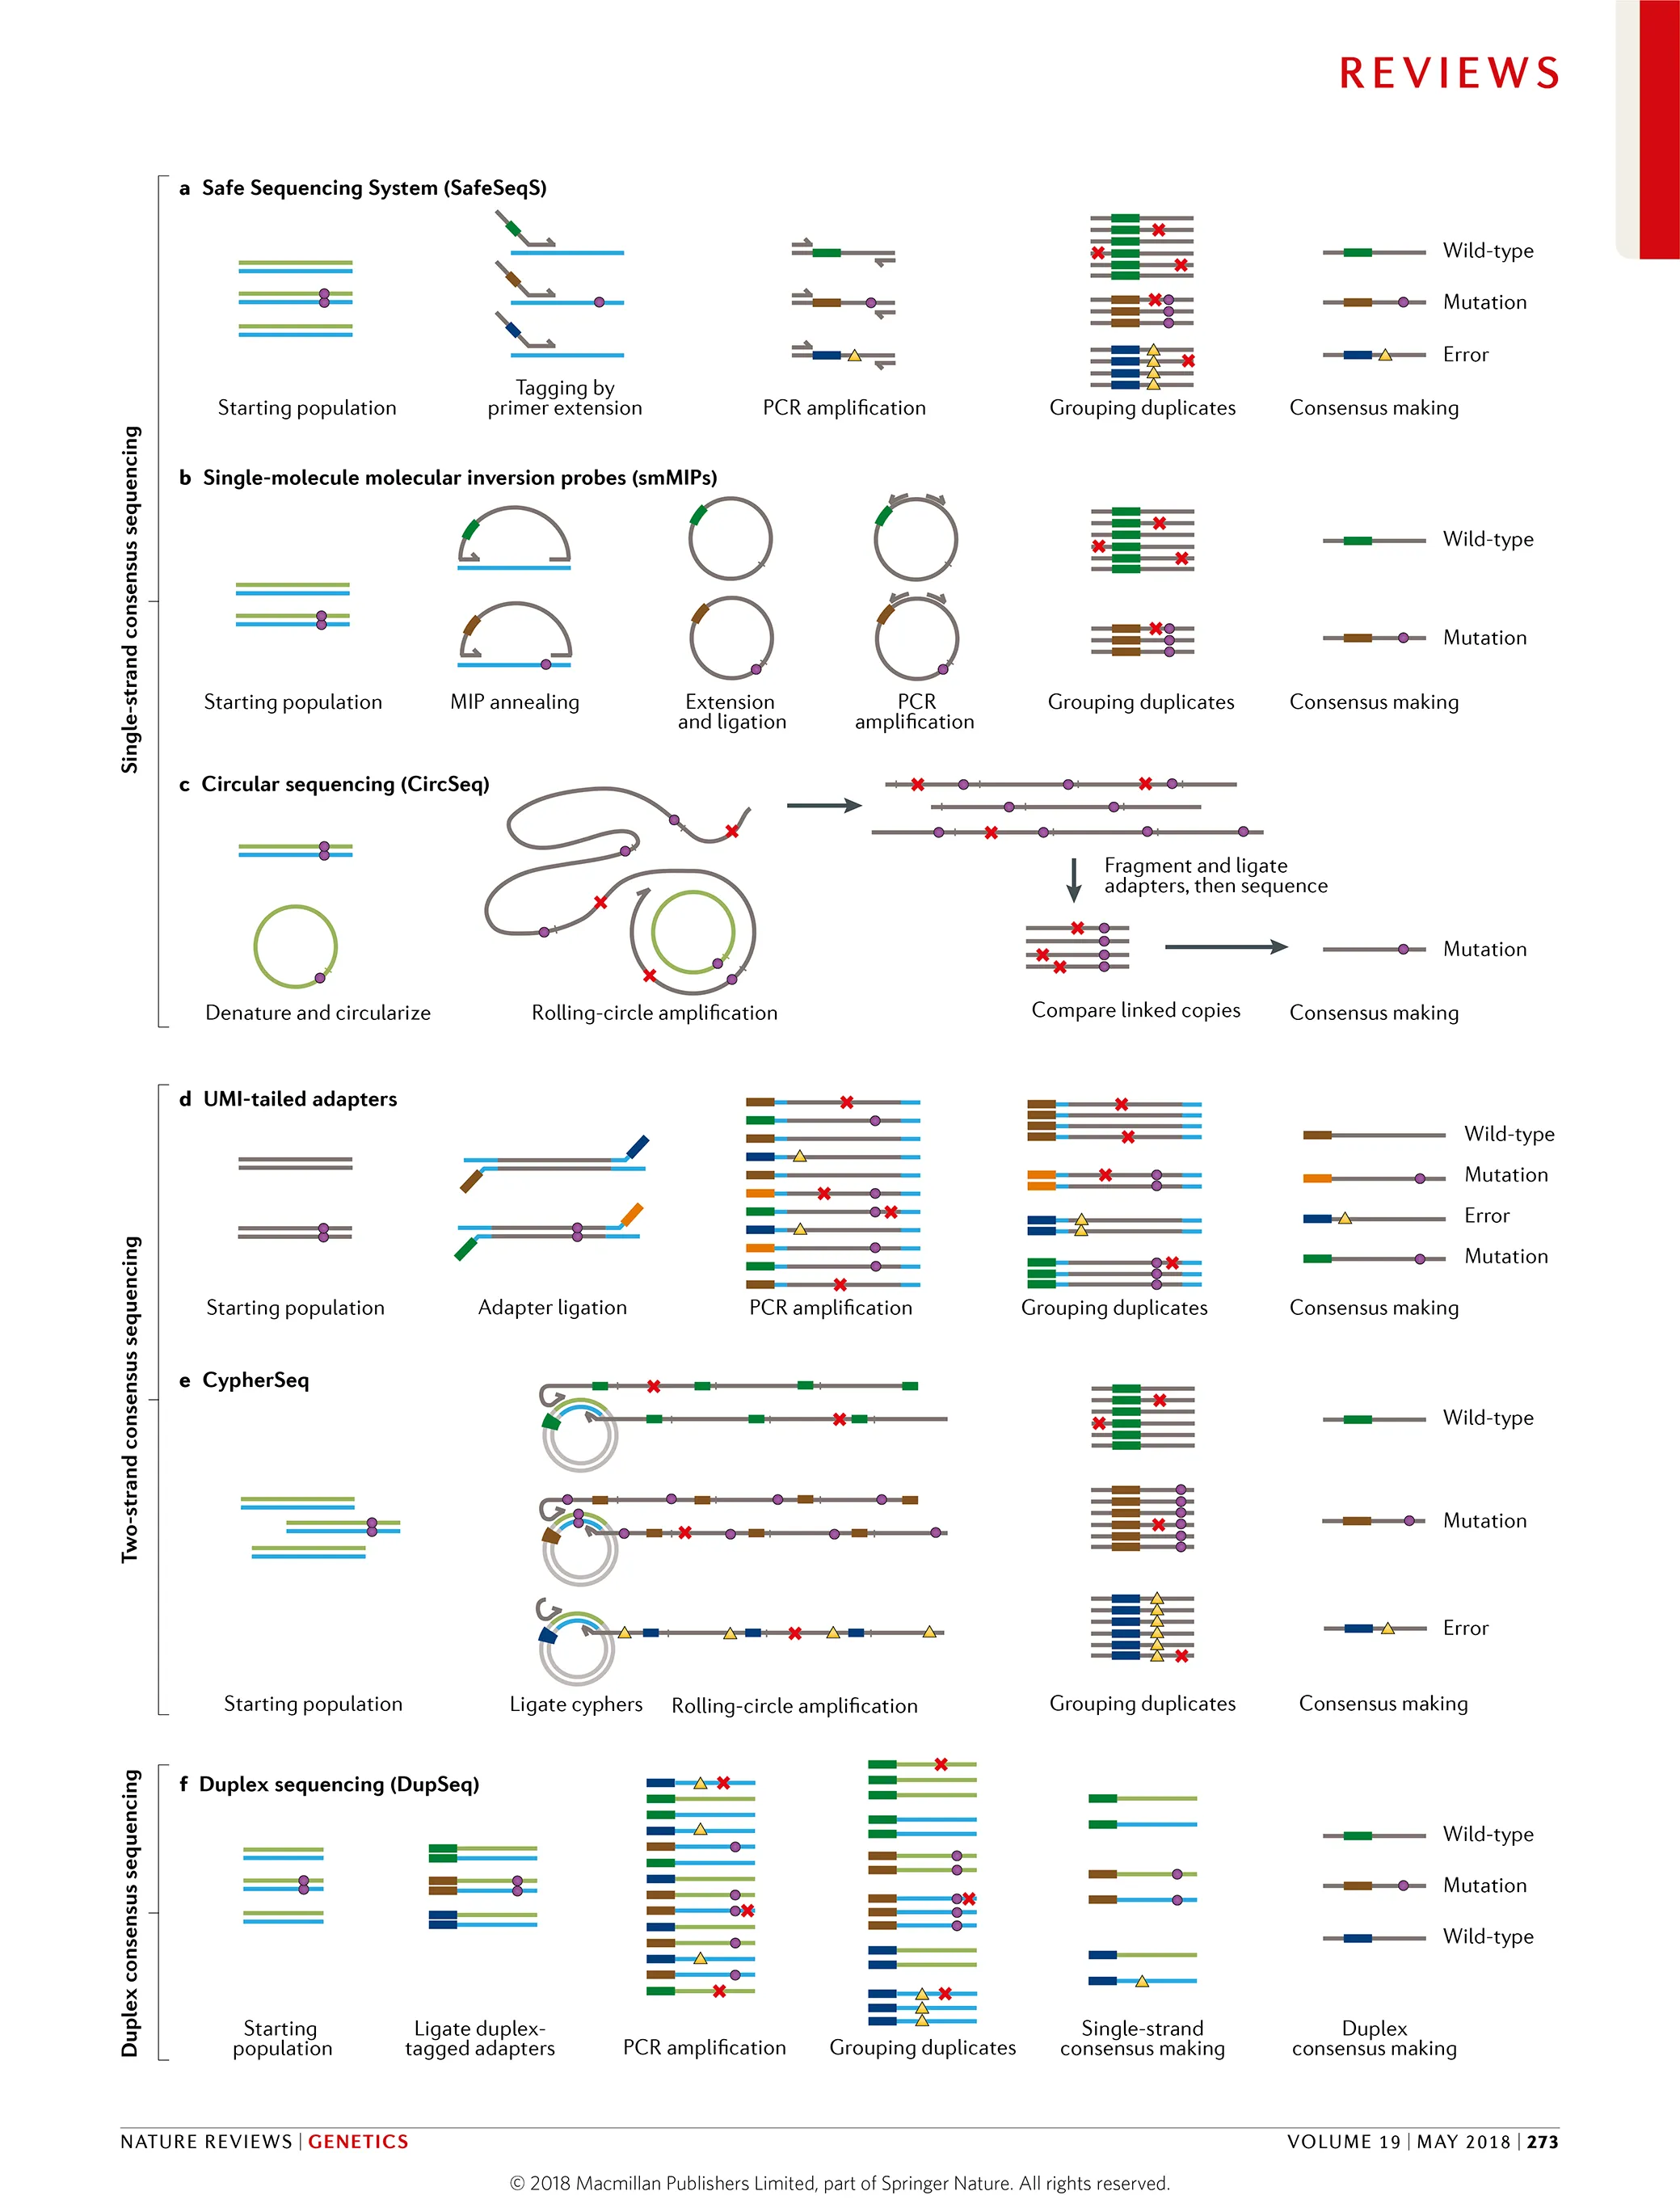 REVIEWS
Single-strand consensus sequencing
a Safe Sequencing System (SafeSeqS)
Wild-type
Mutation
Error
Starting population
Tagging by
primer extension
PCR amplification
Grouping duplicates
Consensus making
b Single-molecule molecular inversion probes (smMIPs)
Wild-type
Mutation
Starting population
MIP annealing
Extension
and ligation
PCR
amplification
Grouping duplicates
Consensus making
c Circular sequencing (CircSeq)
Fragment and ligate
adapters, then sequence
Mutation
Denature and circularize
Rolling-circle amplification
Compare linked copies
Consensus making
Two-strand consensus sequencing
d UMI-tailed adapters
Wild-type
Mutation
Error
Mutation
Starting population
Adapter ligation
PCR amplification
Grouping duplicates
Consensus making
e CypherSeq
Wild-type
Mutation
Error
Starting population
Ligate cyphers
Rolling-circle amplification
Grouping duplicates
Consensus making
Duplex consensus sequencing
f Duplex sequencing (DupSeq)
Wild-type
Mutation
Wild-type
Starting
population
Ligate duplex-
tagged adapters
PCR amplification
Grouping duplicates
Single-strand
consensus making
Duplex
consensus making
NATURE REVIEWS | GENETICS
VOLUME 19 | MAY 2018 | 273
© 2018 Macmillan Publishers Limited, part of Springer Nature. All rights reserved.